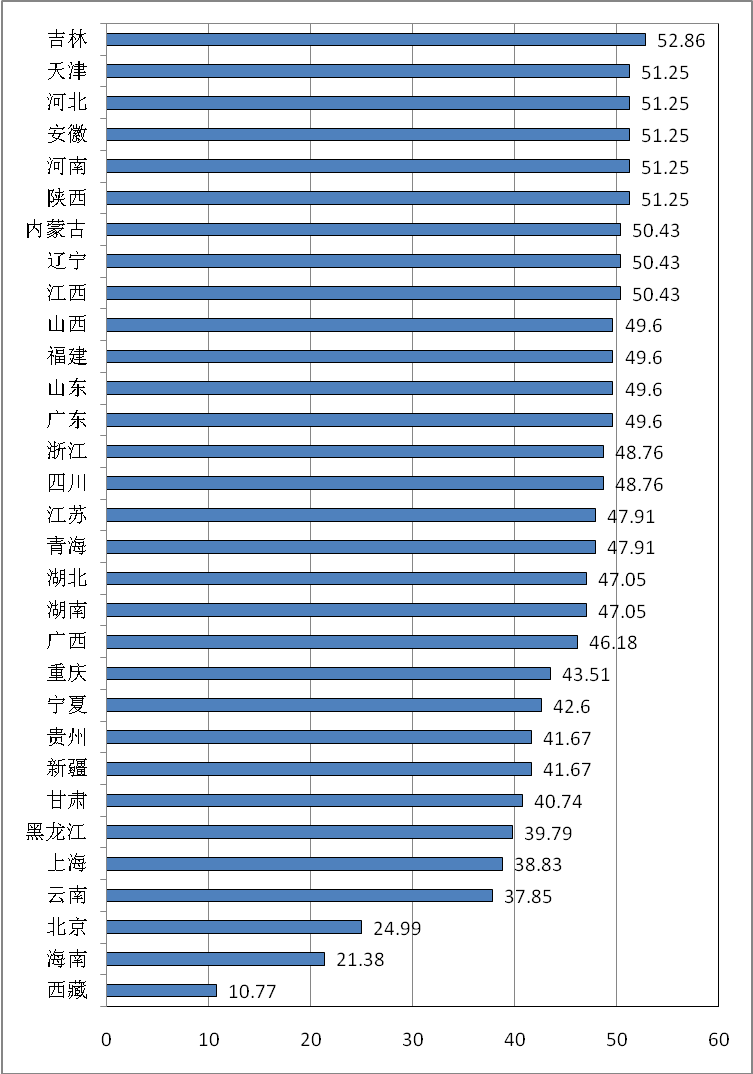 吉林 52.86
天津 51.25
河北 51.25
安徽 51.25
河南 51.25
陕西 51.25
内蒙古 50.43
辽宁 50.43
江西 50.43
山西 49.6
福建 49.6
山东 49.6
广东 49.6
浙江 48.76
四川 48.76
江苏 47.91
青海 47.91
湖北 47.05
湖南 47.05
广西 46.18
重庆 43.51
宁夏 42.6
贵州 41.67
新疆 41.67
甘肃 40.74
黑龙江 39.79
上海 38.83
云南 37.85
北京 24.99
海南 21.38
西藏 10.77
0 10 20 30 40 50 60